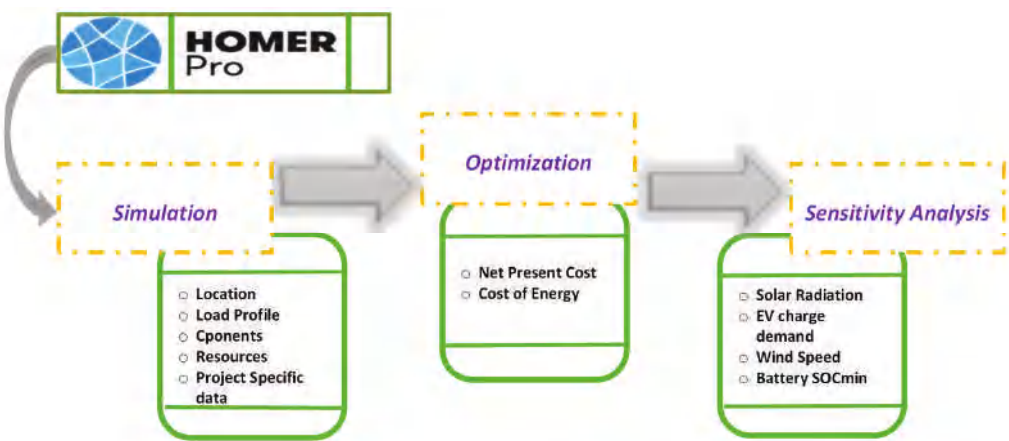 HOMER
Pro
Simulation
Location
Load Profile
Cponents
Resources
Project Specific
data
Optimization
Net Present Cost
Cost of Energy
Sensitivity Analysis
Solar Radiation
EV charge
demand
Wind Speed
Battery SOCmin